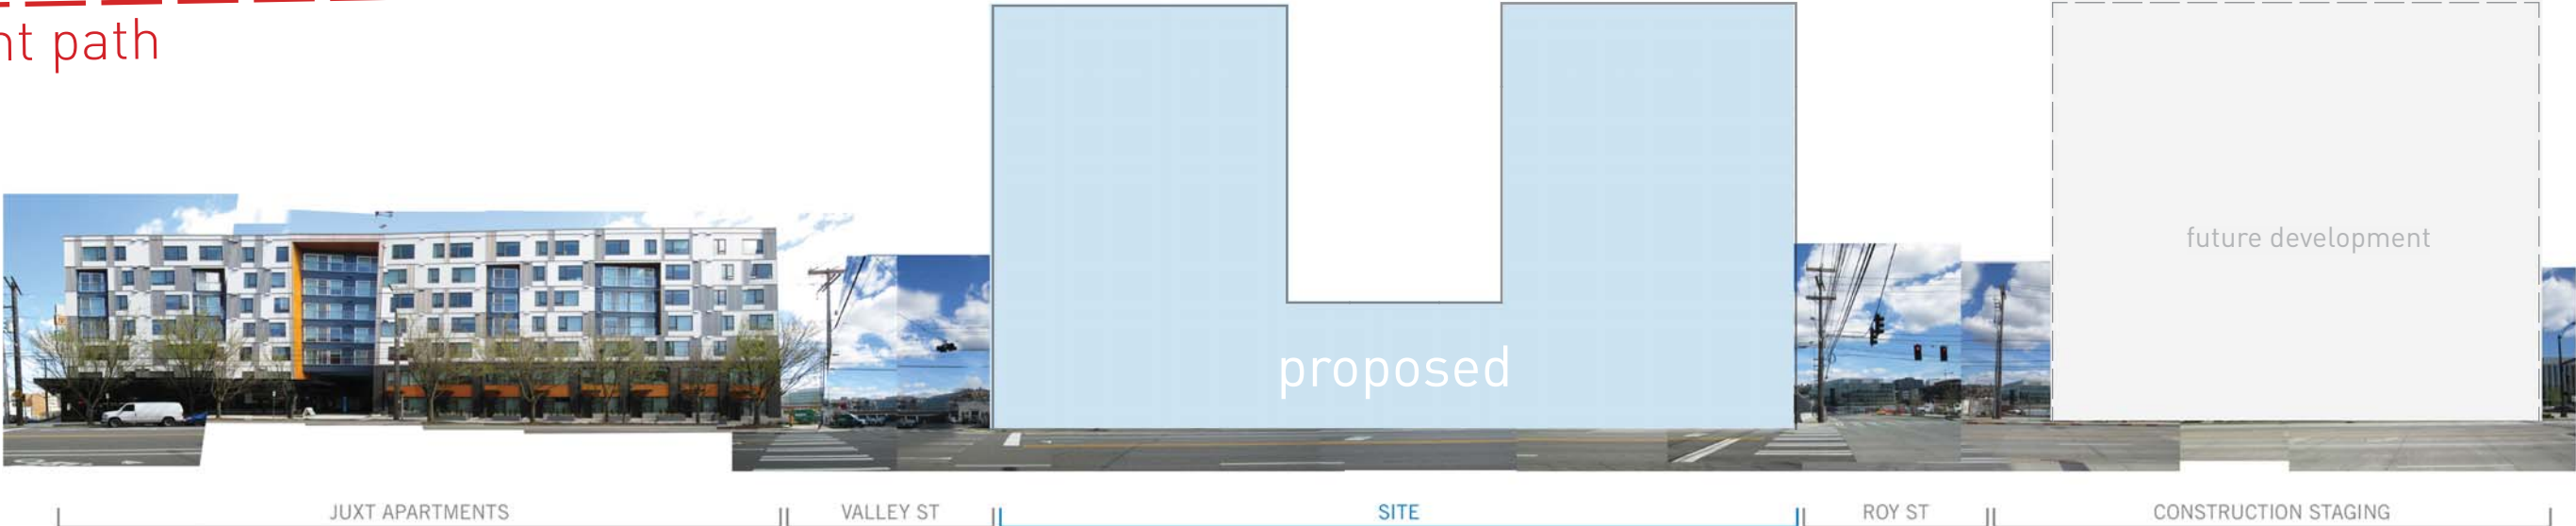 nt path
future development
proposed
JUXT APARTMENTS
VALLEY ST
SITE
ROY ST
CONSTRUCTION STAGING